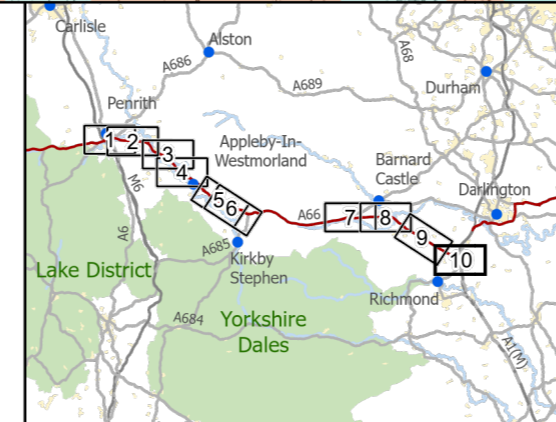 Carlisle
Alston
A68
A686
A689
Durham
Penrith
1
2
3
4
Appleby-In-
Westmorland
Barnard
Castle
Darlington
M6
5
6
A66
7
8
9
10
A6
A685
Kirkby
Stephen
Lake District
Richmond
A684
Yorkshire
Dales
A1(M)